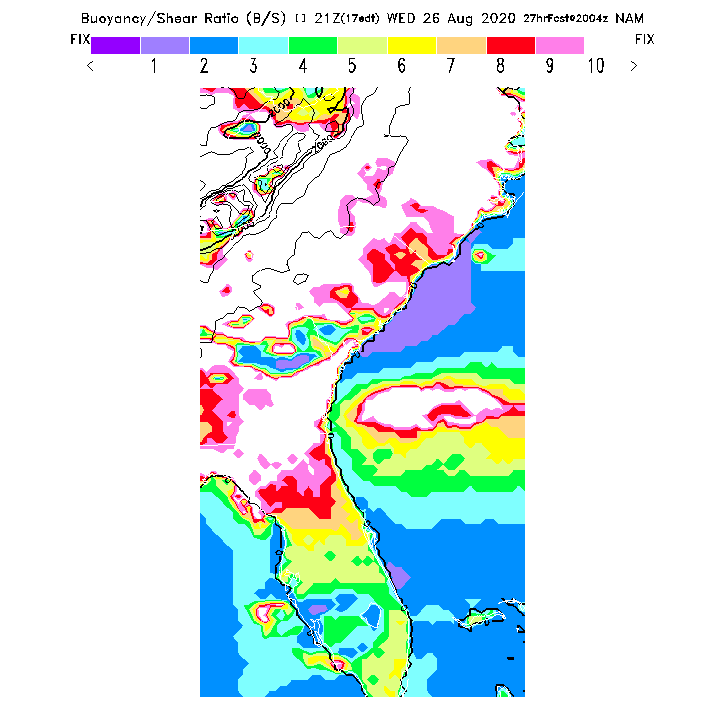 Buoyancy/Shear Ratio (B/S) [] 21Z(17edt) WED 26 Aug 2020 27hrFcst@2004z NAM
FIX FIX
< 1 2 3 4 5 6 7 8 9 10 >